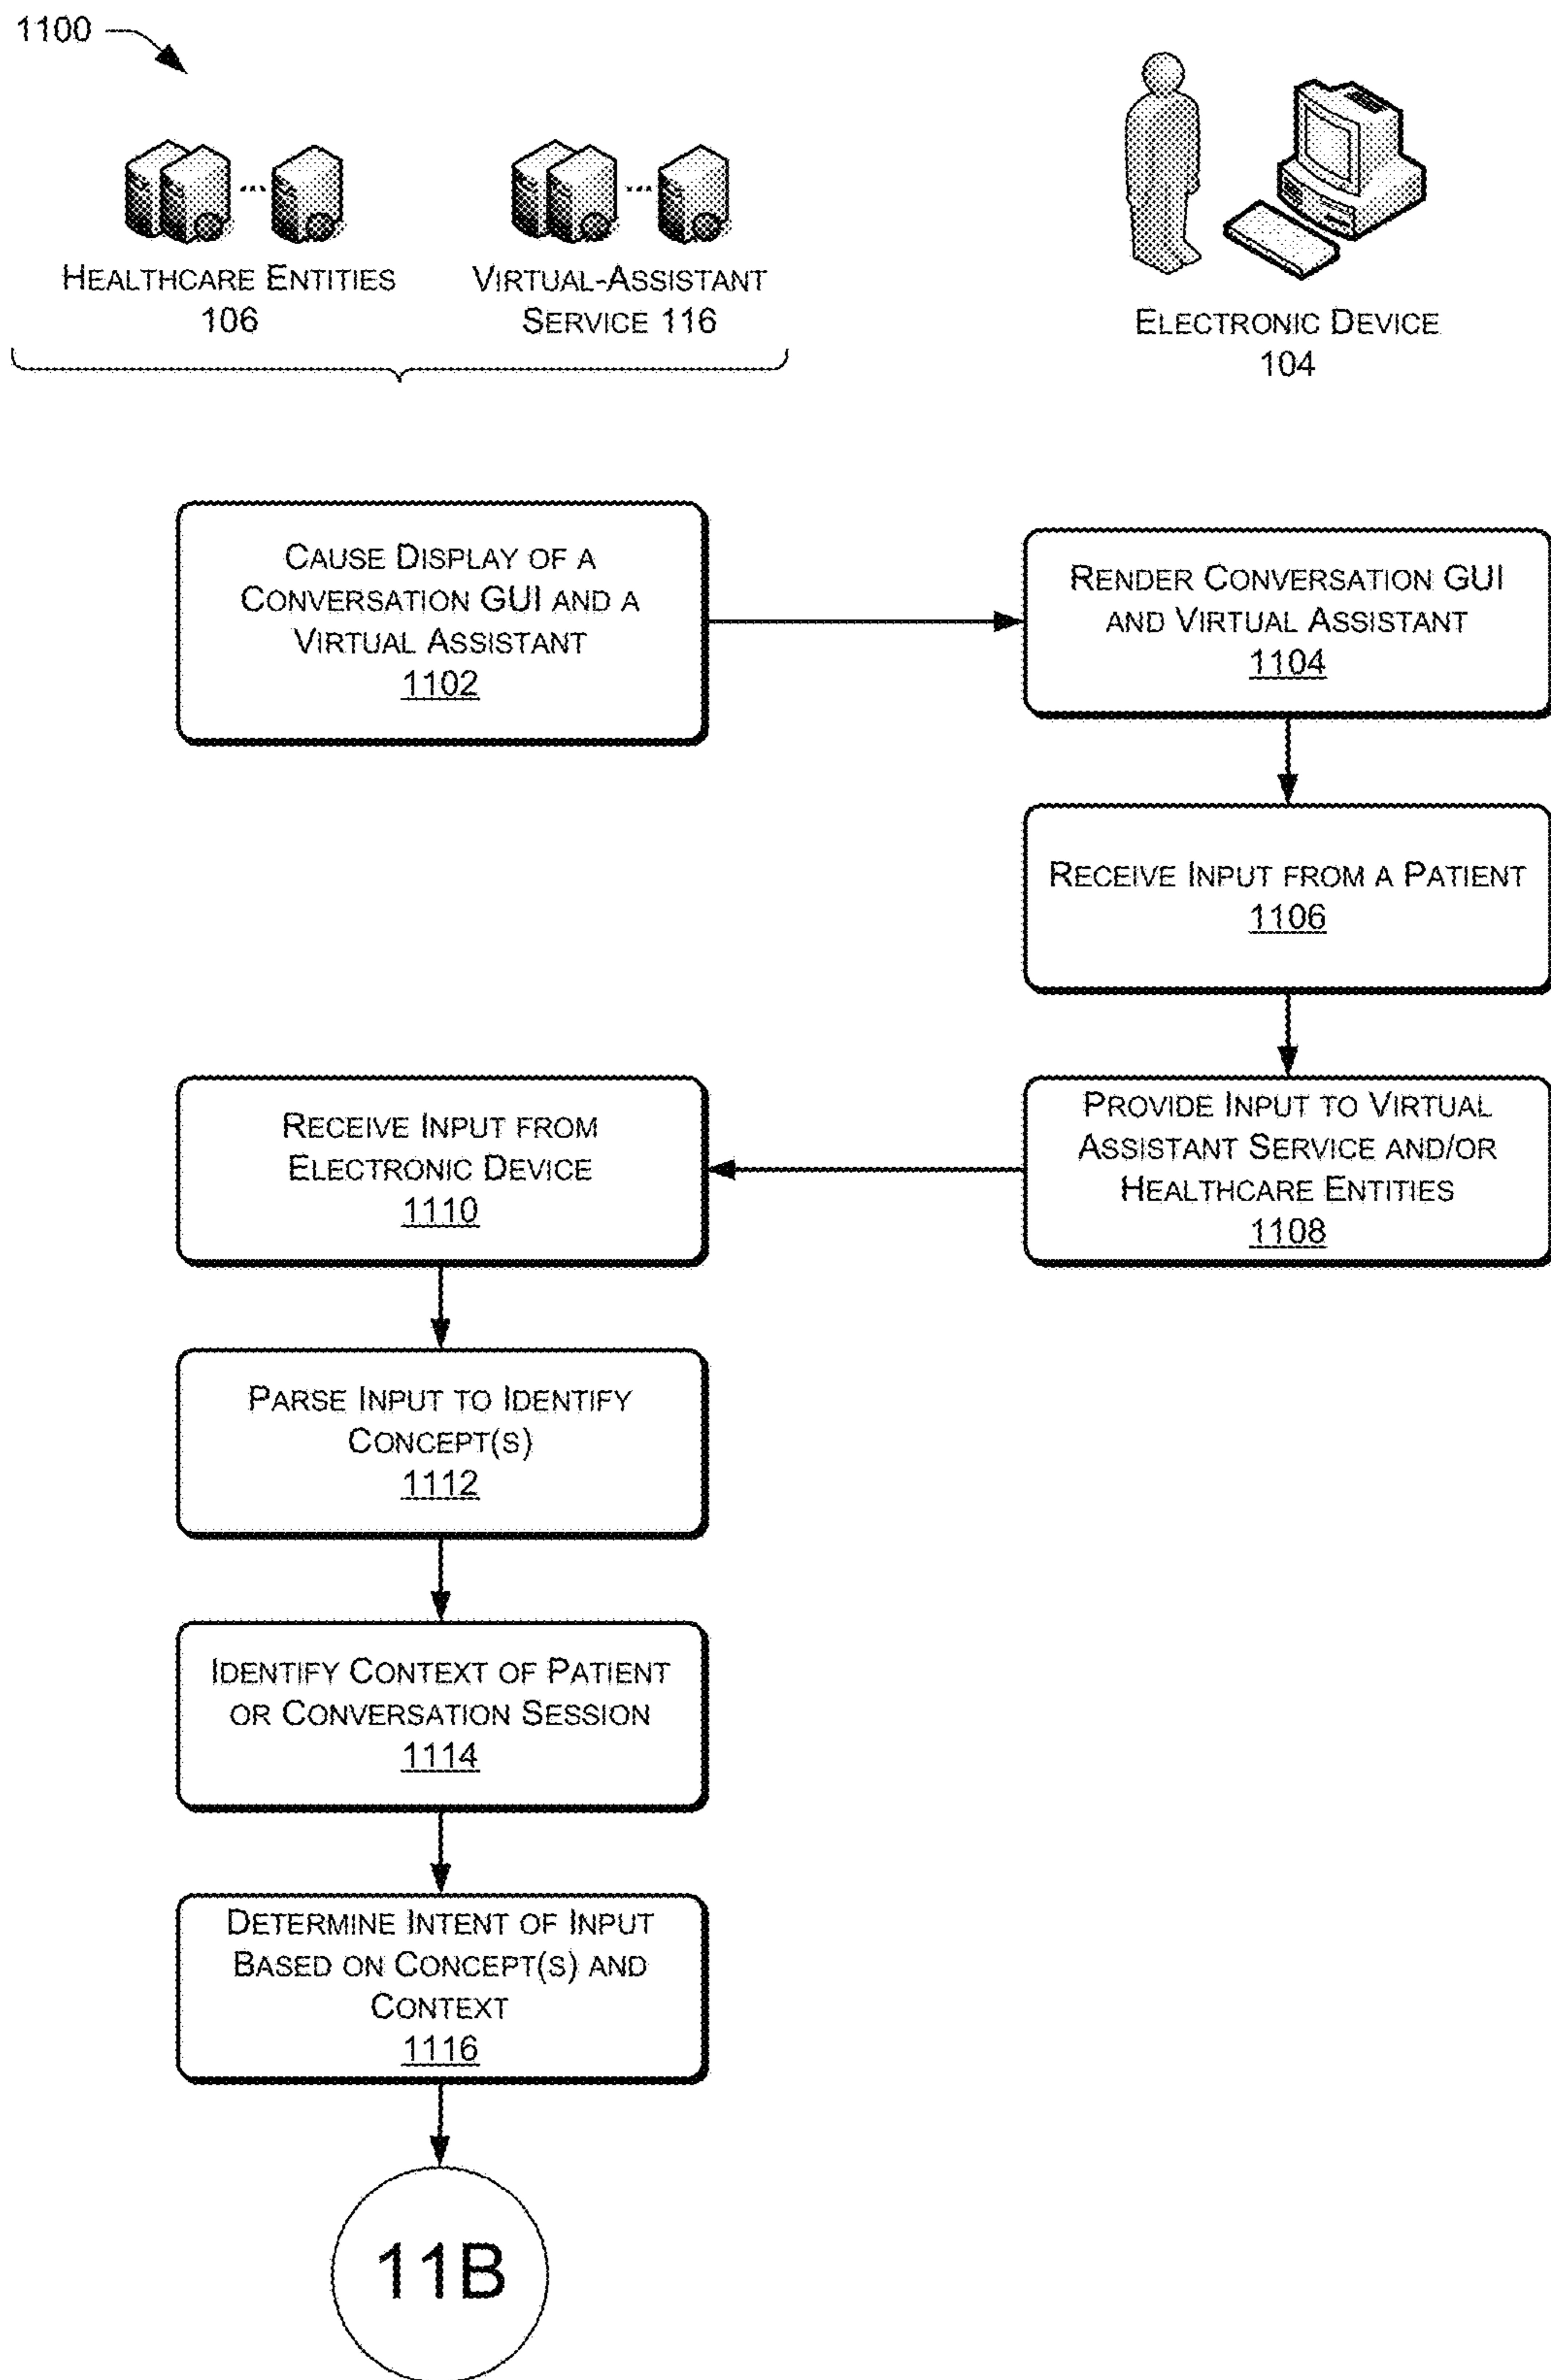 1100
HEALTHCARE ENTITIES
106
VIRTUAL-ASSISTANT
SERVICE 116
ELECTRONIC DEVICE
104
CAUSE DISPLAY OF A
CONVERSATION GUI AND A
VIRTUAL ASSISTANT
1102
RENDER CONVERSATION GUI
AND VIRTUAL ASSISTANT
1104
RECEIVE INPUT FROM A PATIENT
1106
PROVIDE INPUT TO VIRTUAL
ASSISTANT SERVICE AND/OR
HEALTHCARE ENTITIES
1108
RECEIVE INPUT FROM
ELECTRONIC DEVICE
1110
PARSE INPUT TO IDENTIFY
CONCEPT(S)
1112
IDENTIFY CONTEXT OF PATIENT
OR CONVERSATION SESSION
1114
DETERMINE INTENT OF INPUT
BASED ON CONCEPT(S) AND
CONTEXT
1116
11B